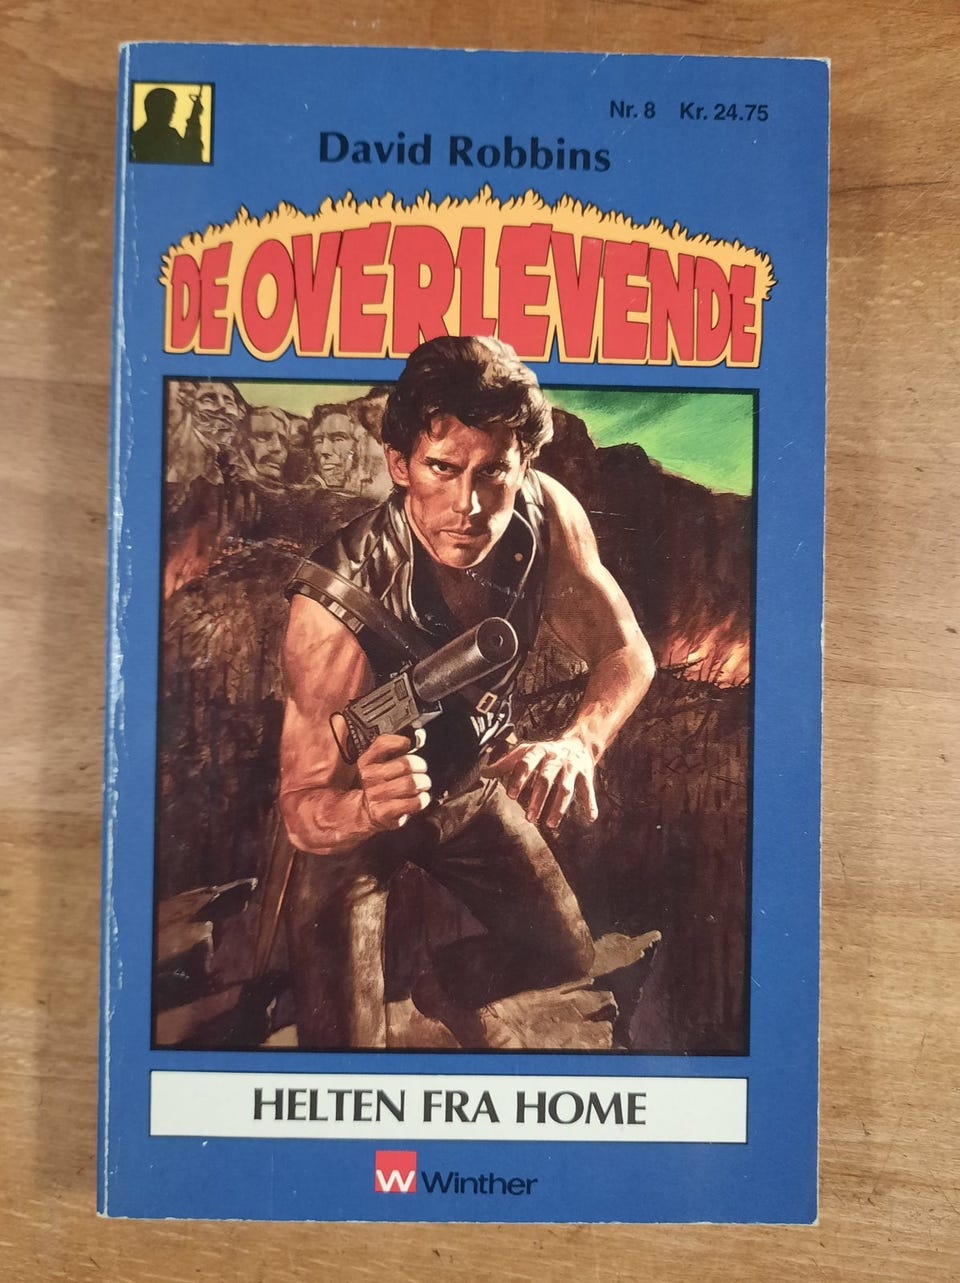 Nr. 8 Kr. 24.75
David Robbins
DE OVERLEVENDE
HELTEN FRA HOME
W Winther